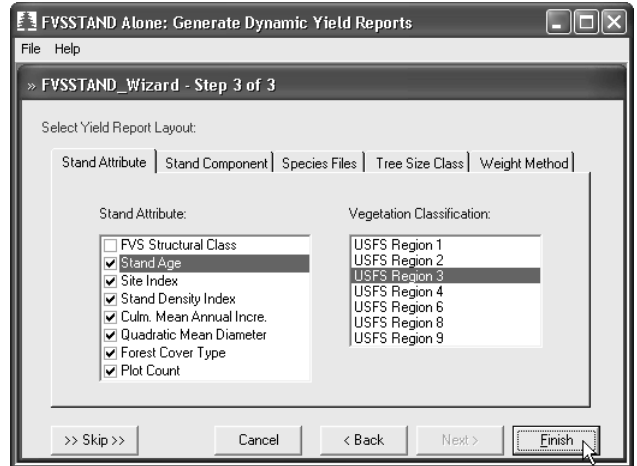 FVSSTAND Alone: Generate Dynamic Yield Reports
File Help
» FVSSTAND_Wizard - Step 3 of 3
Select Yield Report Layout:
Stand Attribute Stand Component Species Files Tree Size Class Weight Method
Stand Attribute:
FVS Structural Class
Stand Age
Site Index
Stand Density Index
Culm. Mean Annual Incre.
Quadratic Mean Diameter
Forest Cover Type
Plot Count
Vegetation Classification:
USFS Region 1
USFS Region 2
USFS Region 3
USFS Region 4
USFS Region 6
USFS Region 8
USFS Region 9
>> Skip >> Cancel < Back Next > Finish